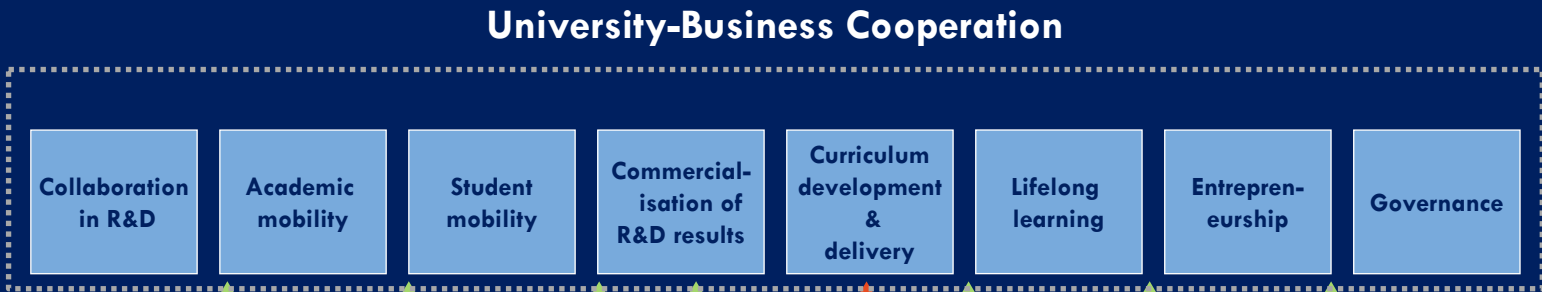 University-Business Cooperation
Collaboration
in R&D
Academic
mobility
Student
mobility
Commercial-
isation of
R&D results
Curriculum
development
&
delivery
Lifelong
learning
Entrepren-
eurship
Governance